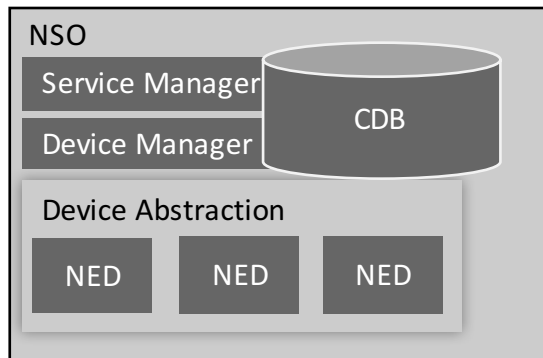 NSO
Service Manager
CDB
Device Manager
Device Abstraction
NED
NED
NED